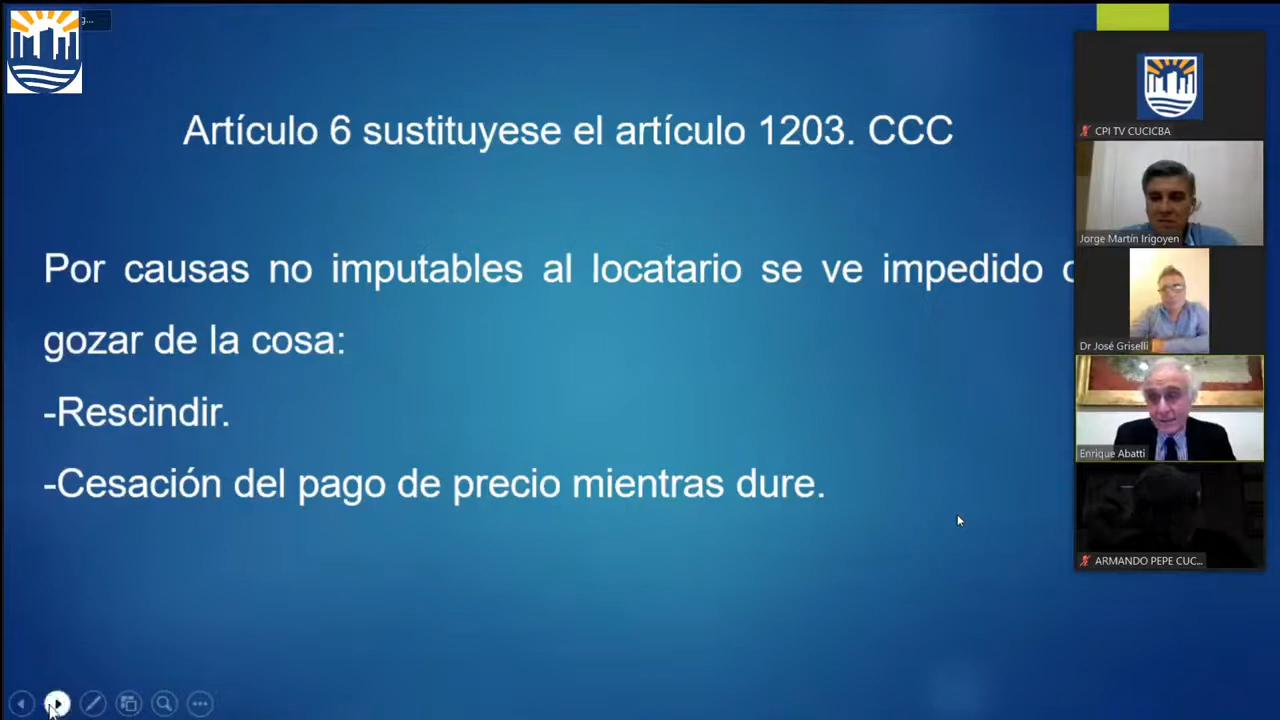 Artículo 6 sustituyese el artículo 1203. CCC
Por causas no imputables al locatario se ve impedido
gozar de la cosa:
-Rescindir.
-Cesación del pago de precio mientras dure.
CPI TV CUCICBA
Jorge Martín Irigoyen
Dr José Griselli
Enrique Abatti
ARMANDO PEPE CUC...